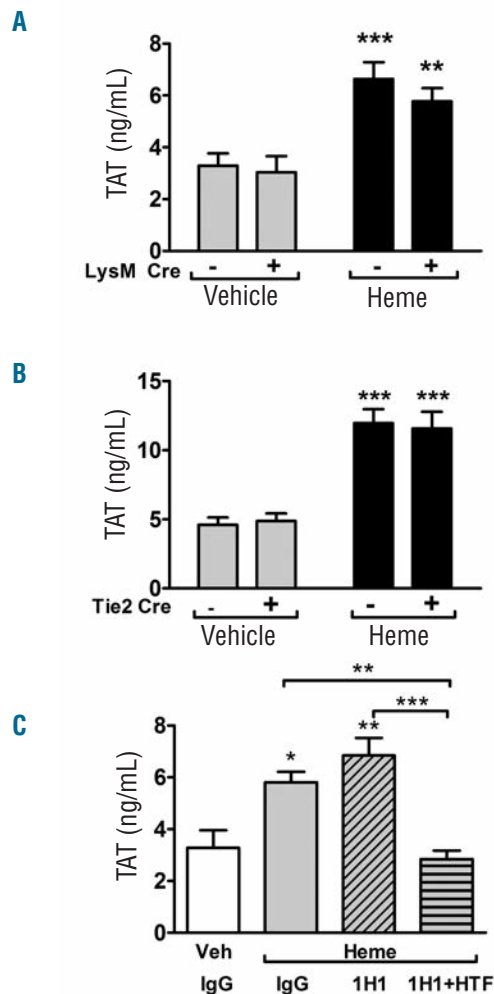 A
TAT (ng/mL)
8
6
4
2
0
*** **
LysM Cre - + - +
Vehicle Heme
B
TAT (ng/mL)
15
10
5
0
*** ***
Tie2 Cre - + - +
Vehicle Heme
C
TAT (ng/mL)
8
6
4
2
0
**
***
* **
Veh Heme
IgG IgG 1H1 1H1+HTF